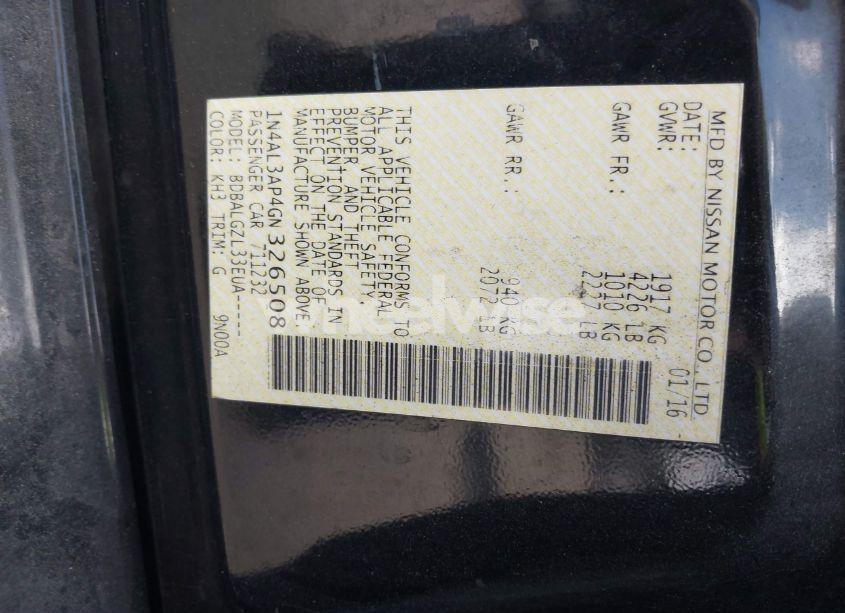 MFD BY NISSAN MOTOR CO., LTD
DATE: 01/16
GVWR: 1917 KG
4226 LB
GAWR FR.: 1010 KG
2227 LB
GAWR RR.: 940 KG
2072 LB
THIS VEHICLE CONFORMS TO
ALL APPLICABLE FEDERAL
MOTOR VEHICLE SAFETY
BUMPER AND THEFT
PREVENTION STANDARDS IN
EFFECT ON THE DATE OF
MANUFACTURE SHOWN ABOVE
1N4AL3AP4GN326508
PASSENGER CAR 711232
MODEL: BDBALGZL33EUA-----
COLOR: KH3 TRIM: G 9N00A
wheelwise